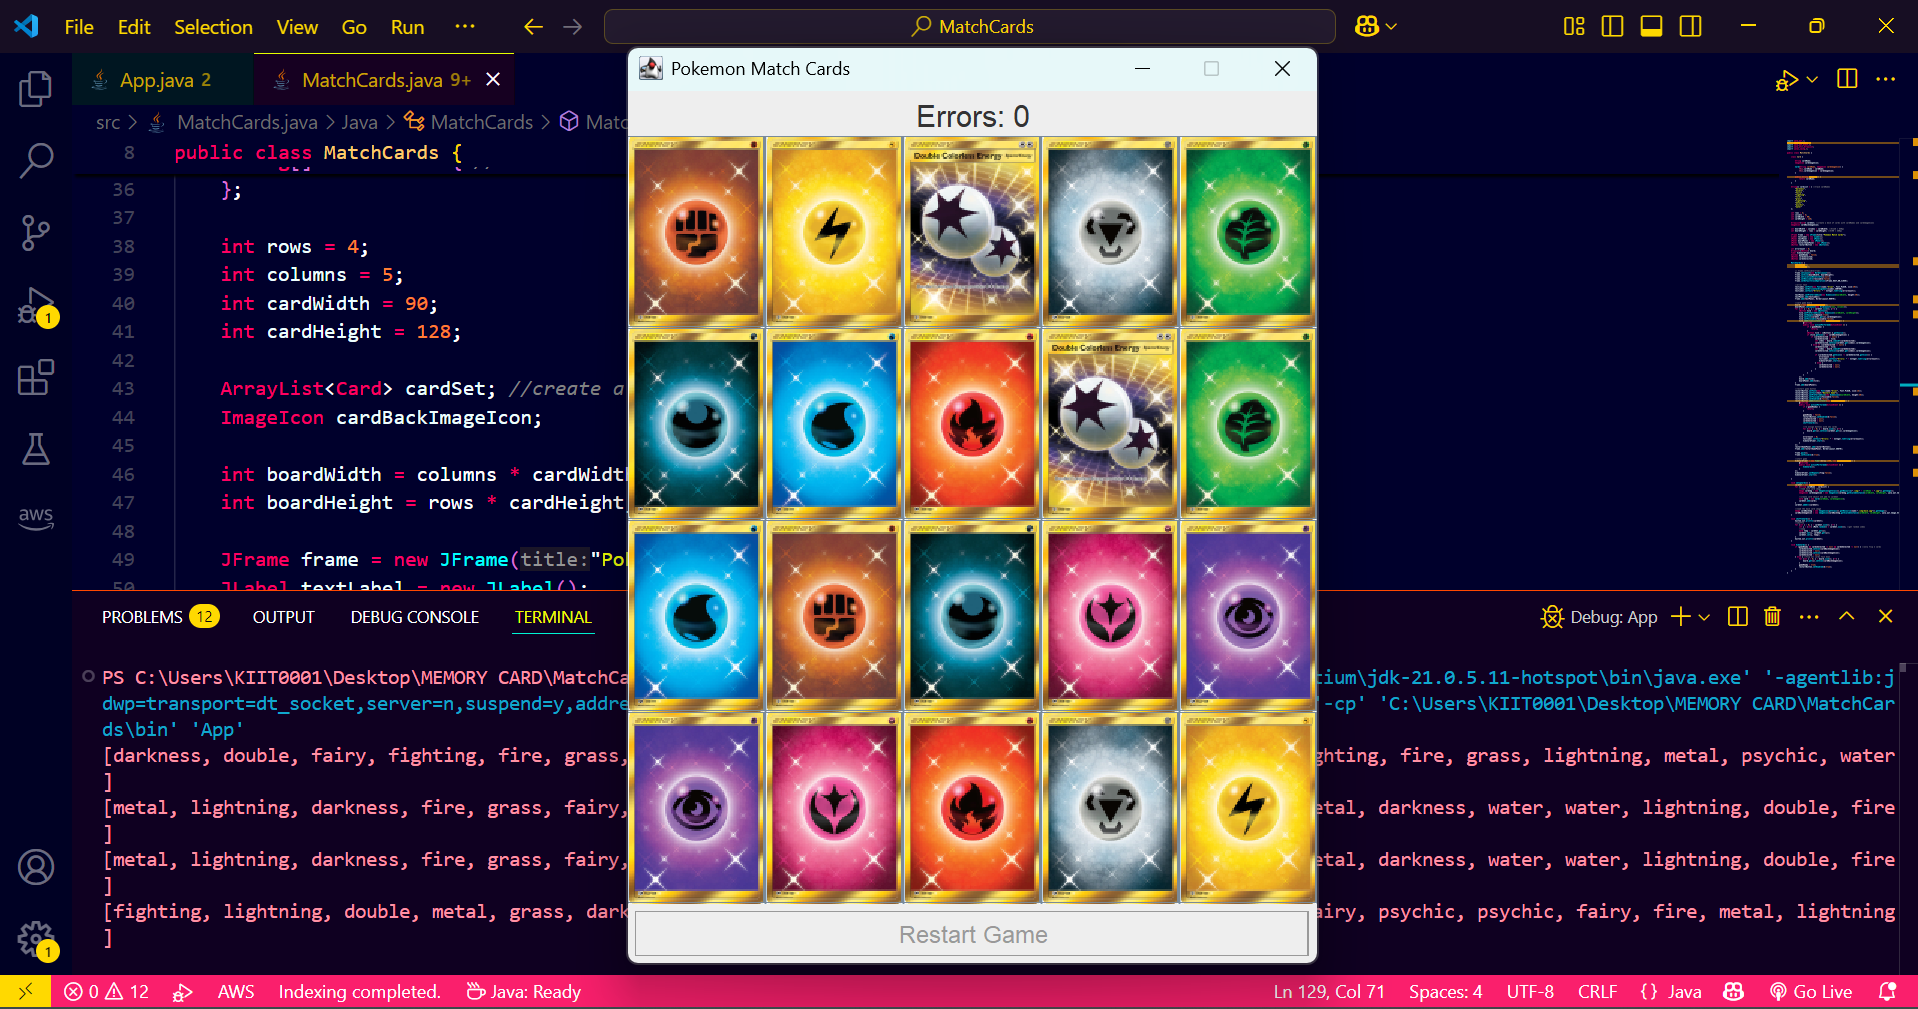 File Edit Selection View Go Run ··· MatchCards
App.java 2 MatchCards.java 9+
src > MatchCards.java > Java > MatchCards > Matc
8 public class MatchCards {
36 };
37
38 int rows = 4;
39 int columns = 5;
40 int cardWidth = 90;
41 int cardHeight = 128;
42
43 ArrayList<Card> cardSet; //create a
44 ImageIcon cardBackImageIcon;
45
46 int boardWidth = columns * cardWidt
47 int boardHeight = rows * cardHeight
48
49 JFrame frame = new JFrame(title:"Po
50 JLabel textLabel = new JLabel();
Pokemon Match Cards
Errors: 0
Double Colorless Energy
Double Colorless Energy
Restart Game
1
aws
1
PROBLEMS 12 OUTPUT DEBUG CONSOLE TERMINAL Debug: App
PS C:\Users\KIIT0001\Desktop\MEMORY CARD\MatchCa tium\jdk-21.0.5.11-hotspot\bin\java.exe' '-agentlib:j
dwp=transport=dt_socket,server=n,suspend=y,addre '-cp' 'C:\Users\KIIT0001\Desktop\MEMORY CARD\MatchCar
ds\bin' 'App'
[darkness, double, fairy, fighting, fire, grass, ghting, fire, grass, lightning, metal, psychic, water
]
[metal, lightning, darkness, fire, grass, fairy, etal, darkness, water, water, lightning, double, fire
]
[metal, lightning, darkness, fire, grass, fairy, etal, darkness, water, water, lightning, double, fire
]
[fighting, lightning, double, metal, grass, dark airy, psychic, psychic, fairy, fire, metal, lightning
]
0 12 AWS Indexing completed. Java: Ready Ln 129, Col 71 Spaces: 4 UTF-8 CRLF {} Java Go Live